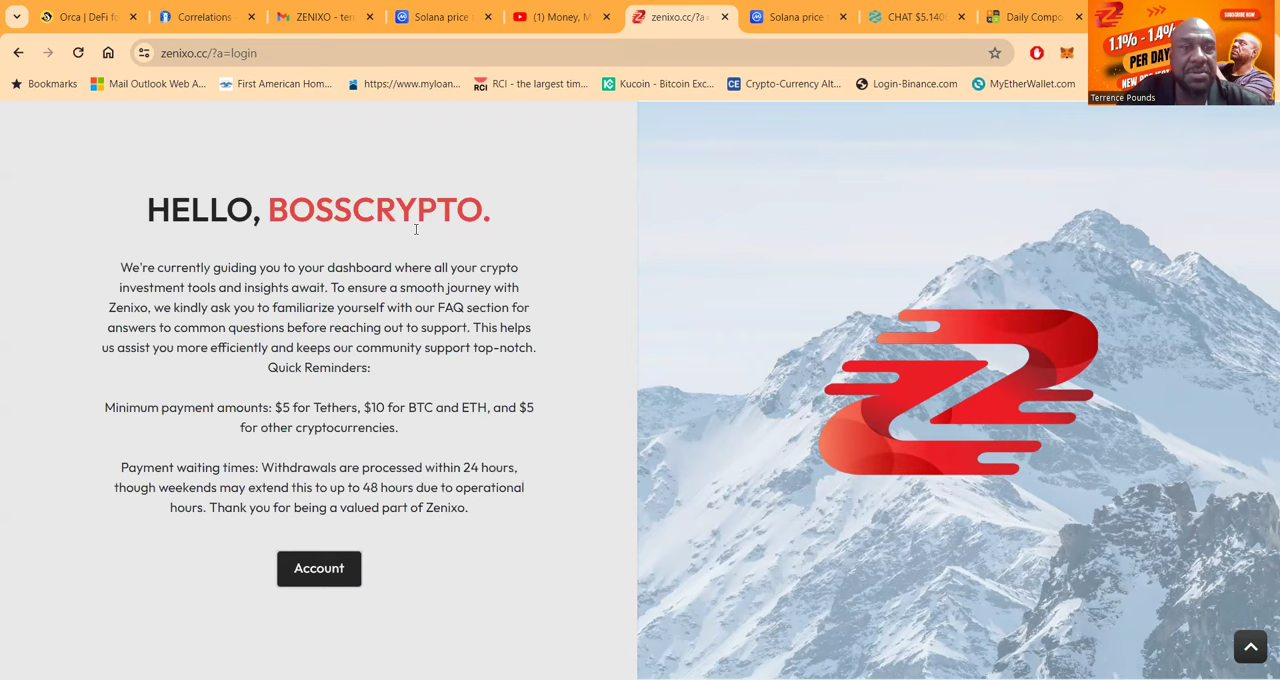 Orca | DeFi fo
Correlations
ZENIXO - terr
Solana price
(1) Money, M
zenixo.cc/?a=
Solana price
CHAT $5.140
Daily Compo
zenixo.cc/?a=login
Bookmarks
Mail Outlook Web A...
First American Hom...
https://www.myloan...
RCI - the largest tim...
Kucoin - Bitcoin Exc...
Crypto-Currency Alt...
Login-Binance.com
MyEtherWallet.com
SUBSCRIBE NOW
1.1% - 1.4%
PER DAY
Terrence Pounds
HELLO, BOSSCRYPTO.
We're currently guiding you to your dashboard where all your crypto
investment tools and insights await. To ensure a smooth journey with
Zenixo, we kindly ask you to familiarize yourself with our FAQ section for
answers to common questions before reaching out to support. This helps
us assist you more efficiently and keeps our community support top-notch.
Quick Reminders:
Minimum payment amounts: $5 for Tethers, $10 for BTC and ETH, and $5
for other cryptocurrencies.
Payment waiting times: Withdrawals are processed within 24 hours,
though weekends may extend this to up to 48 hours due to operational
hours. Thank you for being a valued part of Zenixo.
Account